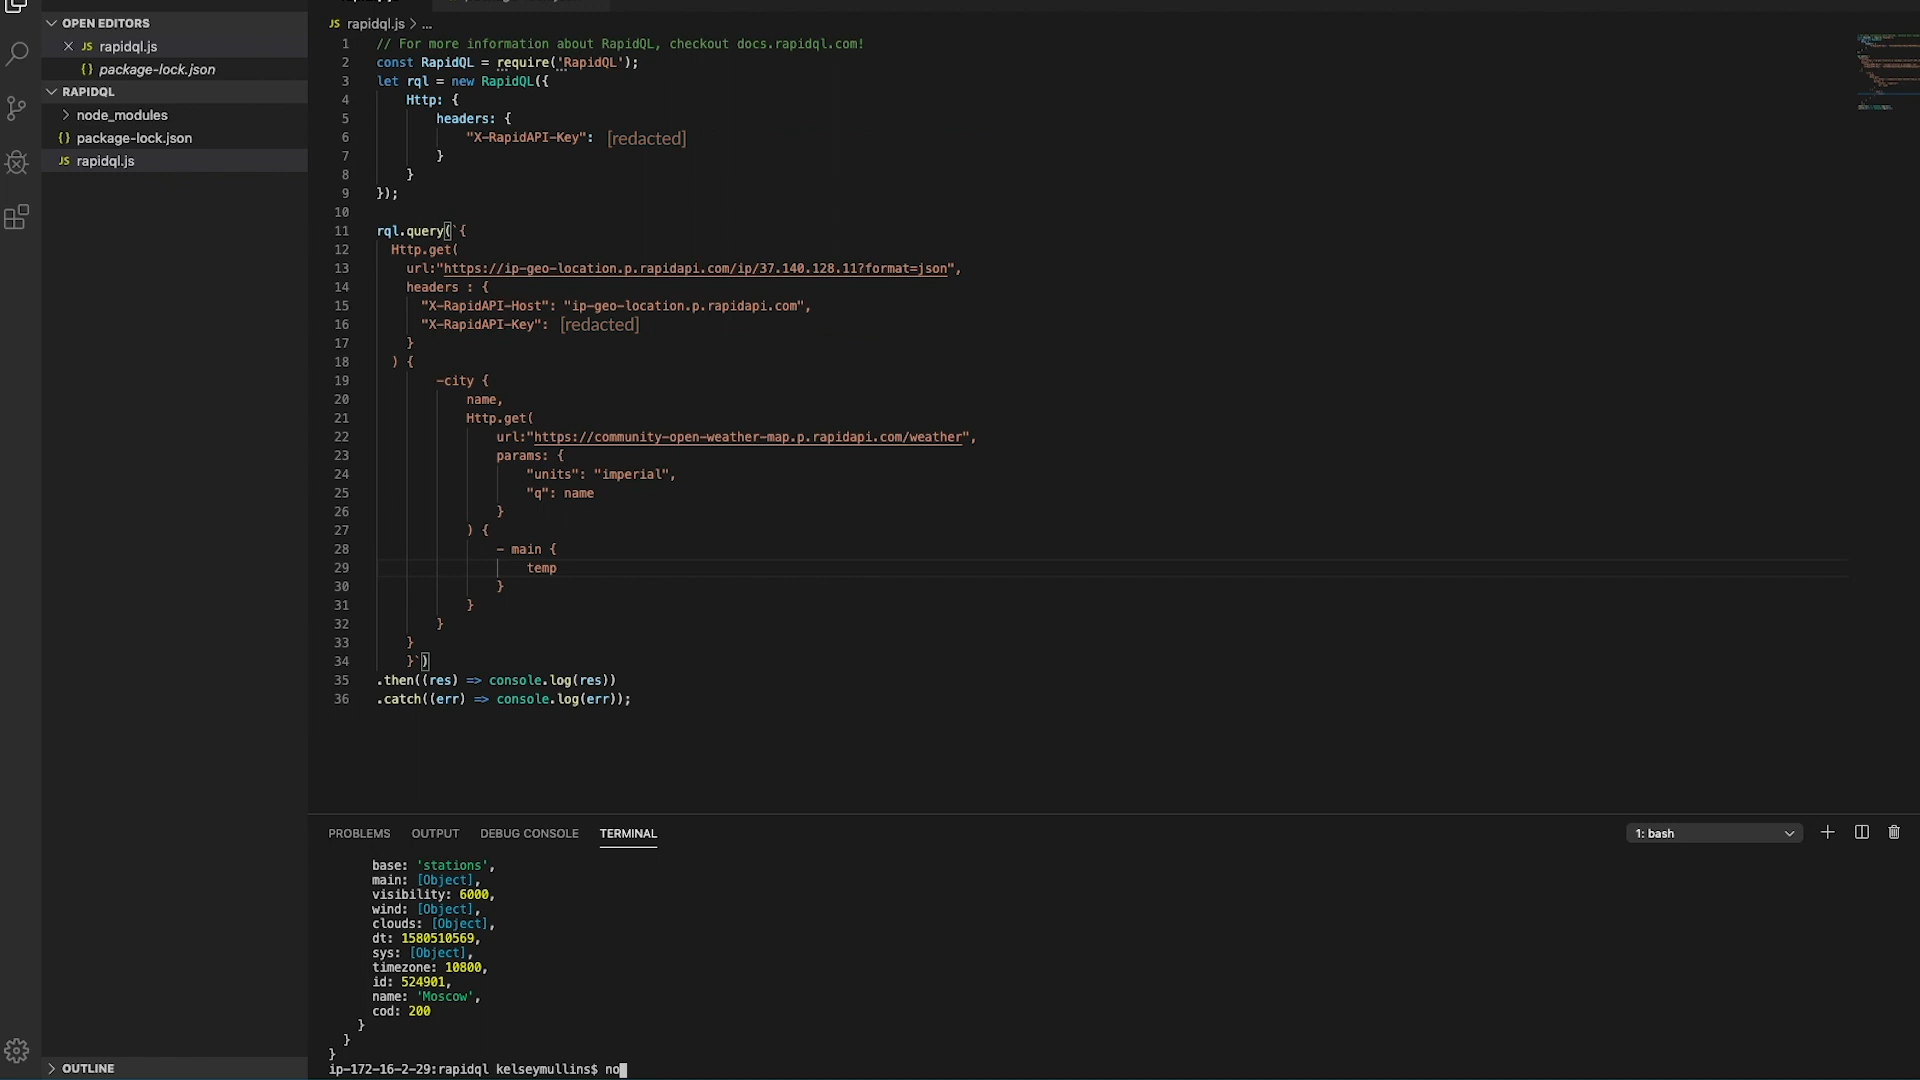 OPEN EDITORS
JS rapidql.js
{} package-lock.json
RAPIDQL
node_modules
{} package-lock.json
JS rapidql.js
OUTLINE
JS rapidql.js > ...
1 // For more information about RapidQL, checkout docs.rapidql.com!
2 const RapidQL = require('RapidQL');
3 let rql = new RapidQL({
4 Http: {
5 headers: {
6 "X-RapidAPI-Key": [redacted]
7 }
8 }
9 });
10
11 rql.query(`{
12 Http.get(
13 url:"https://ip-geo-location.p.rapidapi.com/ip/37.140.128.11?format=json",
14 headers : {
15 "X-RapidAPI-Host": "ip-geo-location.p.rapidapi.com",
16 "X-RapidAPI-Key": [redacted]
17 }
18 ) {
19 -city {
20 name,
21 Http.get(
22 url:"https://community-open-weather-map.p.rapidapi.com/weather",
23 params: {
24 "units": "imperial",
25 "q": name
26 }
27 ) {
28 - main {
29 temp
30 }
31 }
32 }
33 }
34 }`)
35 .then((res) => console.log(res))
36 .catch((err) => console.log(err));
PROBLEMS OUTPUT DEBUG CONSOLE TERMINAL 1: bash
base: 'stations',
main: [Object],
visibility: 6000,
wind: [Object],
clouds: [Object],
dt: 1580510569,
sys: [Object],
timezone: 10800,
id: 524901,
name: 'Moscow',
cod: 200
}
}
}
ip-172-16-2-29:rapidql kelseymullins$ no